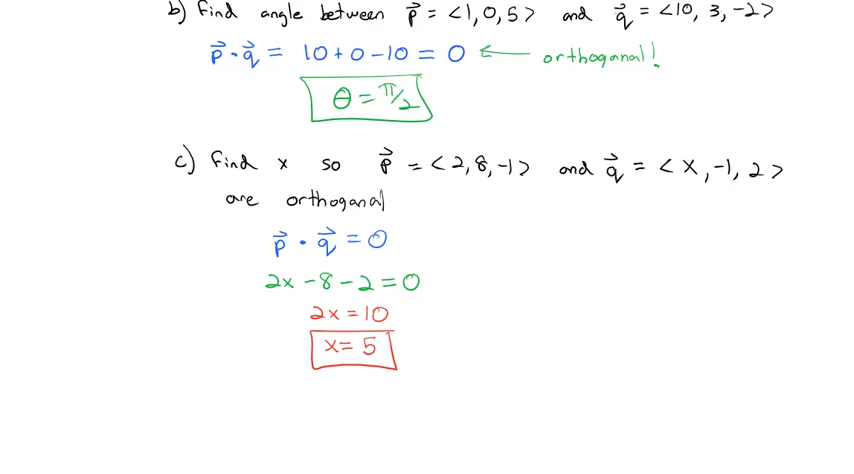 b) Find angle between p⃗ = <1, 0, 5> and q⃗ = <10, 3, -2>
p⃗ · q⃗ = 10 + 0 - 10 = 0 ← orthoganal!
θ = π/2
c) Find x so p⃗ = <2, 8, -1> and q⃗ = <x, -1, 2>
are orthoganal
p⃗ · q⃗ = 0
2x - 8 - 2 = 0
2x = 10
x = 5